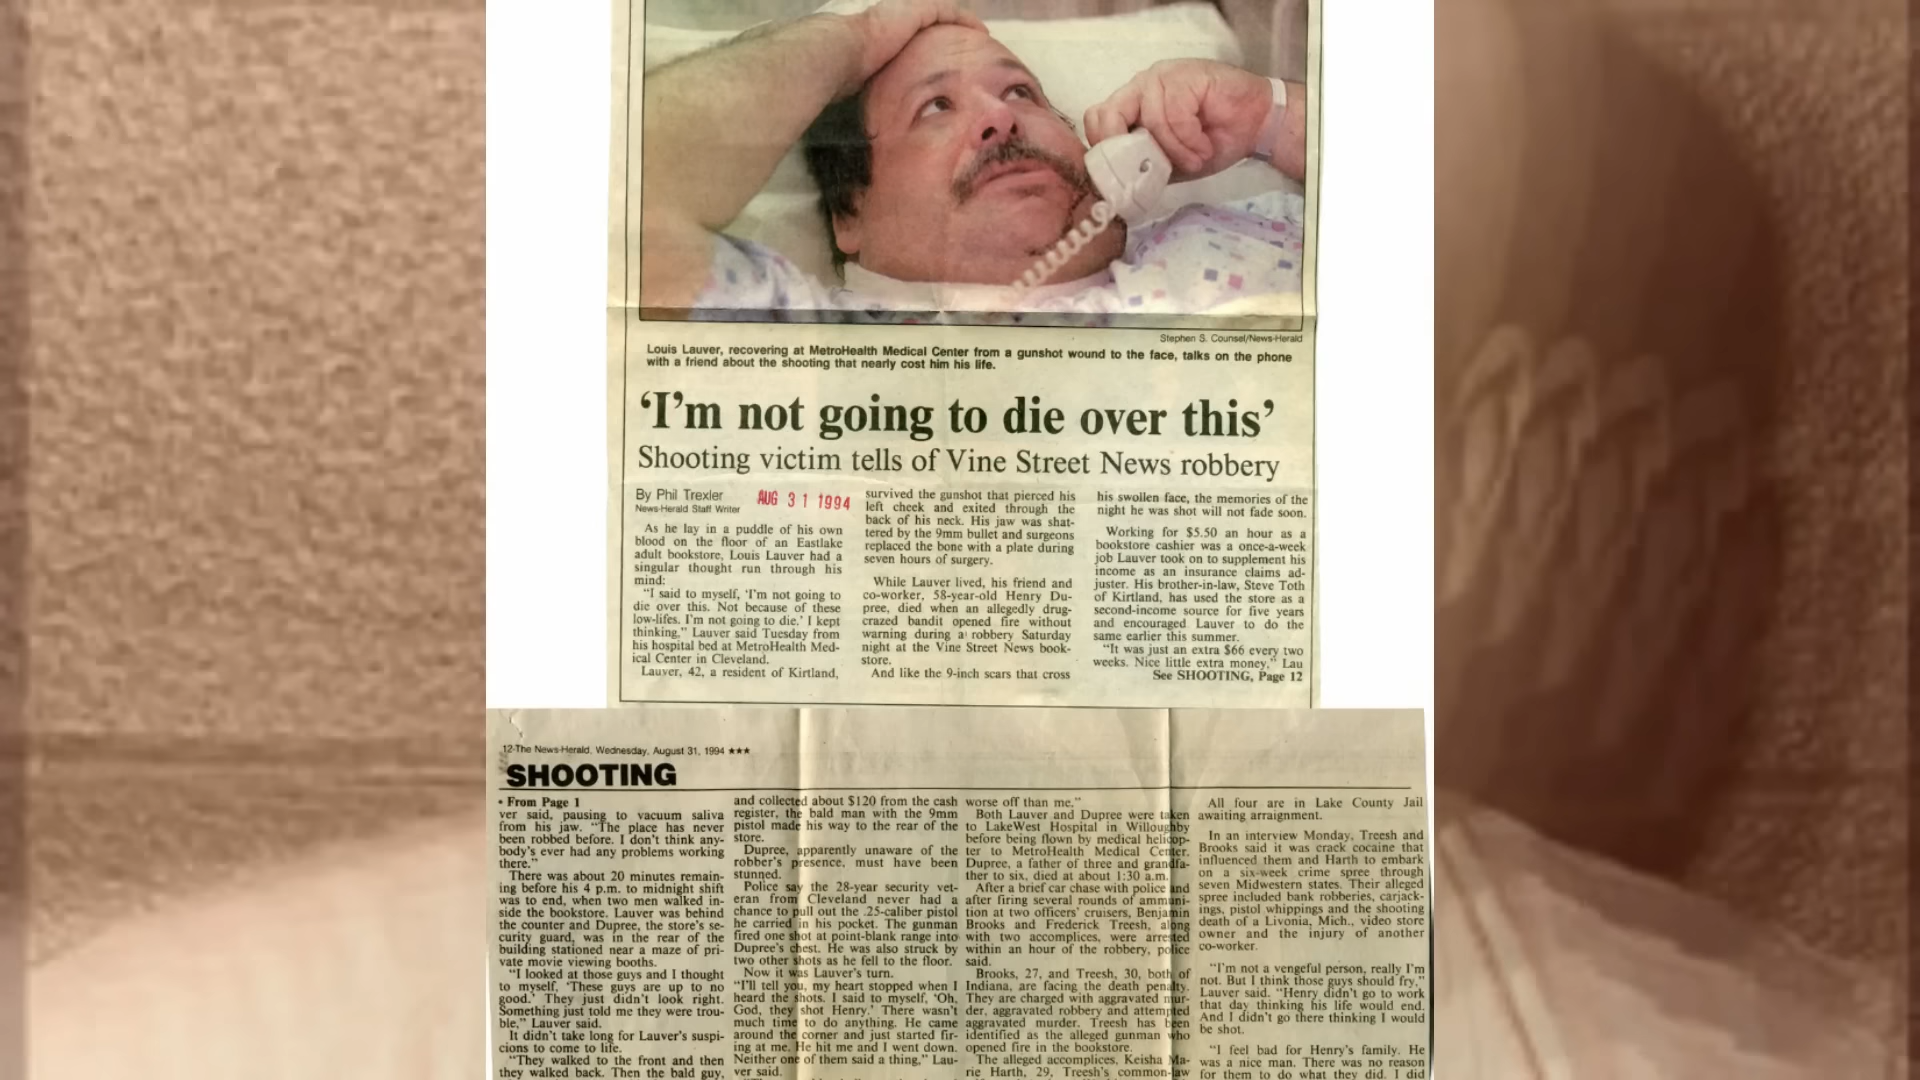 Stephen S. Counsel/News-Herald
Louis Lauver, recovering at MetroHealth Medical Center from a gunshot wound to the face, talks on the phone
with a friend about the shooting that nearly cost him his life.
‘I’m not going to die over this’
Shooting victim tells of Vine Street News robbery
By Phil Trexler
News-Herald Staff Writer
AUG 31 1994
As he lay in a puddle of his own
blood on the floor of an Eastlake
adult bookstore, Louis Lauver had a
singular thought run through his
mind:
“I said to myself, ‘I’m not going to
die over this. Not because of these
low-lifes. I’m not going to die.’ I kept
thinking,” Lauver said Tuesday from
his hospital bed at MetroHealth Med-
ical Center in Cleveland.
Lauver, 42, a resident of Kirtland,
survived the gunshot that pierced his
left cheek and exited through the
back of his neck. His jaw was shat-
tered by the 9mm bullet and surgeons
replaced the bone with a plate during
seven hours of surgery.
While Lauver lived, his friend and
co-worker, 58-year-old Henry Du-
pree, died when an allegedly drug-
crazed bandit opened fire without
warning during a robbery Saturday
night at the Vine Street News book-
store.
And like the 9-inch scars that cross
his swollen face, the memories of the
night he was shot will not fade soon.
Working for $5.50 an hour as a
bookstore cashier was a once-a-week
job Lauver took on to supplement his
income as an insurance claims ad-
juster. His brother-in-law, Steve Toth
of Kirtland, has used the store as a
second-income source for five years
and encouraged Lauver to do the
same earlier this summer.
“It was just an extra $66 every two
weeks. Nice little extra money,” Lau
See SHOOTING, Page 12
12-The News-Herald, Wednesday, August 31, 1994 ★★★
SHOOTING
• From Page 1
ver said, pausing to vacuum saliva
from his jaw. “The place has never
been robbed before. I don’t think any-
body’s ever had any problems working
there.”
There was about 20 minutes remain-
ing before his 4 p.m. to midnight shift
was to end, when two men walked in-
side the bookstore. Lauver was behind
the counter and Dupree, the store’s se-
curity guard, was in the rear of the
building stationed near a maze of pri-
vate movie viewing booths.
“I looked at those guys and I thought
to myself, ‘These guys are up to no
good.’ They just didn’t look right.
Something just told me they were trou-
ble,” Lauver said.
It didn’t take long for Lauver’s suspi-
cions to come to life.
“They walked to the front and then
they walked back. Then the bald guy,
and collected about $120 from the cash
register, the bald man with the 9mm
pistol made his way to the rear of the
store.
Dupree, apparently unaware of the
robber’s presence, must have been
stunned.
Police say the 28-year security vet-
eran from Cleveland never had a
chance to pull out the .25-caliber pistol
he carried in his pocket. The gunman
fired one shot at point-blank range into
Dupree’s chest. He was also struck by
two other shots as he fell to the floor.
Now it was Lauver’s turn.
“I’ll tell you, my heart stopped when I
heard the shots. I said to myself, ‘Oh,
God, they shot Henry.’ There wasn’t
much time to do anything. He came
around the corner and just started fir-
ing at me. He hit me and I went down.
Neither one of them said a thing,” Lau-
ver said.
worse off than me.”
Both Lauver and Dupree were taken
to LakeWest Hospital in Willoughby
before being flown by medical helicop-
ter to MetroHealth Medical Center.
Dupree, a father of three and grandfa-
ther to six, died at about 1:30 a.m.
After a brief car chase with police and
after firing several rounds of ammuni-
tion at two officers’ cruisers, Benjamin
Brooks and Frederick Treesh, along
with two accomplices, were arrested
within an hour of the robbery, police
said.
Brooks, 27, and Treesh, 30, both of
Indiana, are facing the death penalty.
They are charged with aggravated mur-
der, aggravated robbery and attempted
aggravated murder. Treesh has been
identified as the alleged gunman who
opened fire in the bookstore.
The alleged accomplices, Keisha Ma-
rie Harth, 29, Treesh’s common-law
All four are in Lake County Jail
awaiting arraignment.
In an interview Monday, Treesh and
Brooks said it was crack cocaine that
influenced them and Harth to embark
on a six-week crime spree through
seven Midwestern states. Their alleged
spree included bank robberies, carjack-
ings, pistol whippings and the shooting
death of a Livonia, Mich., video store
owner and the injury of another
co-worker.
“I’m not a vengeful person, really I’m
not. But I think those guys should fry,”
Lauver said. “Henry didn’t go to work
that day thinking his life would end.
And I didn’t go there thinking I would
be shot.
“I feel bad for Henry’s family. He
was a nice man. There was no reason
for them to do what they did. I did